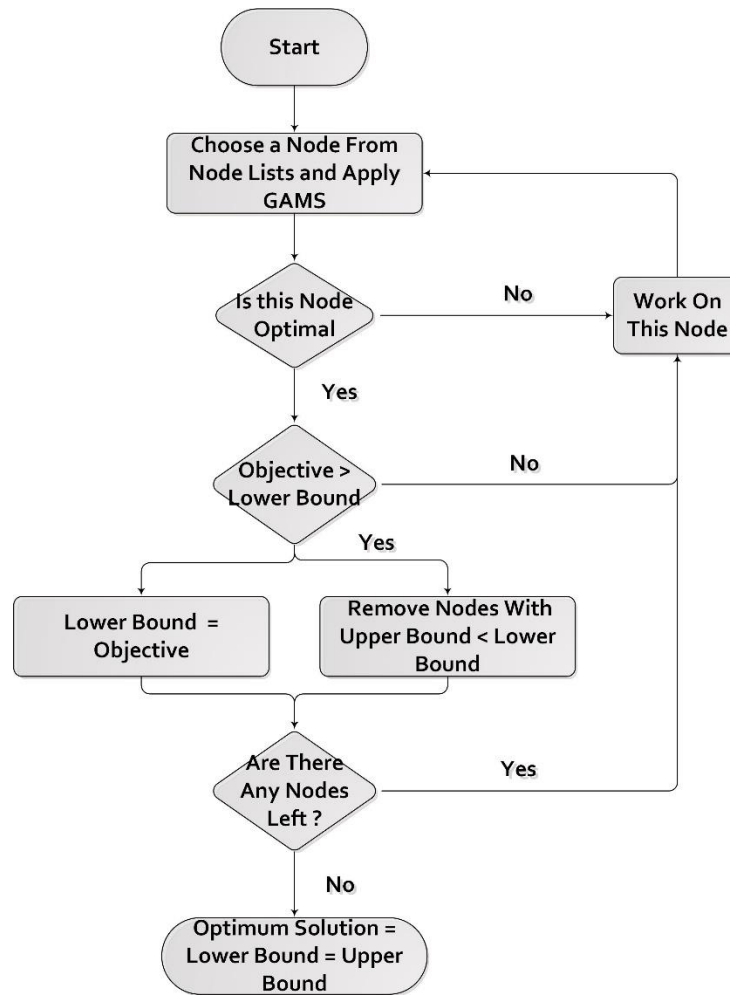 Start
Choose a Node From
Node Lists and Apply
GAMS
Is this Node
Optimal
No
Work On
This Node
Yes
Objective >
Lower Bound
No
Yes
Lower Bound =
Objective
Remove Nodes With
Upper Bound < Lower
Bound
Are There
Any Nodes
Left ?
Yes
No
Optimum Solution =
Lower Bound = Upper
Bound